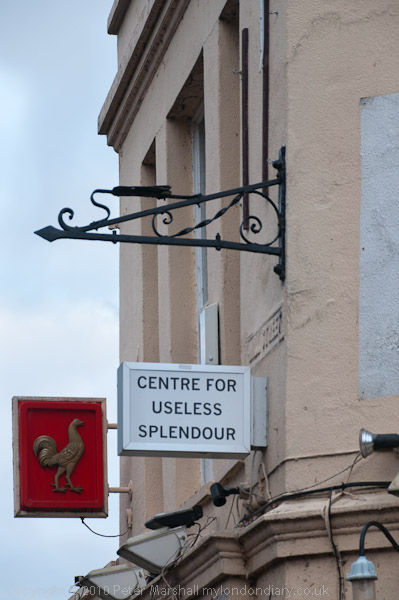 CENTRE FOR
USELESS
SPLENDOUR
2010 Peter Marshall mylondondiary.co.uk